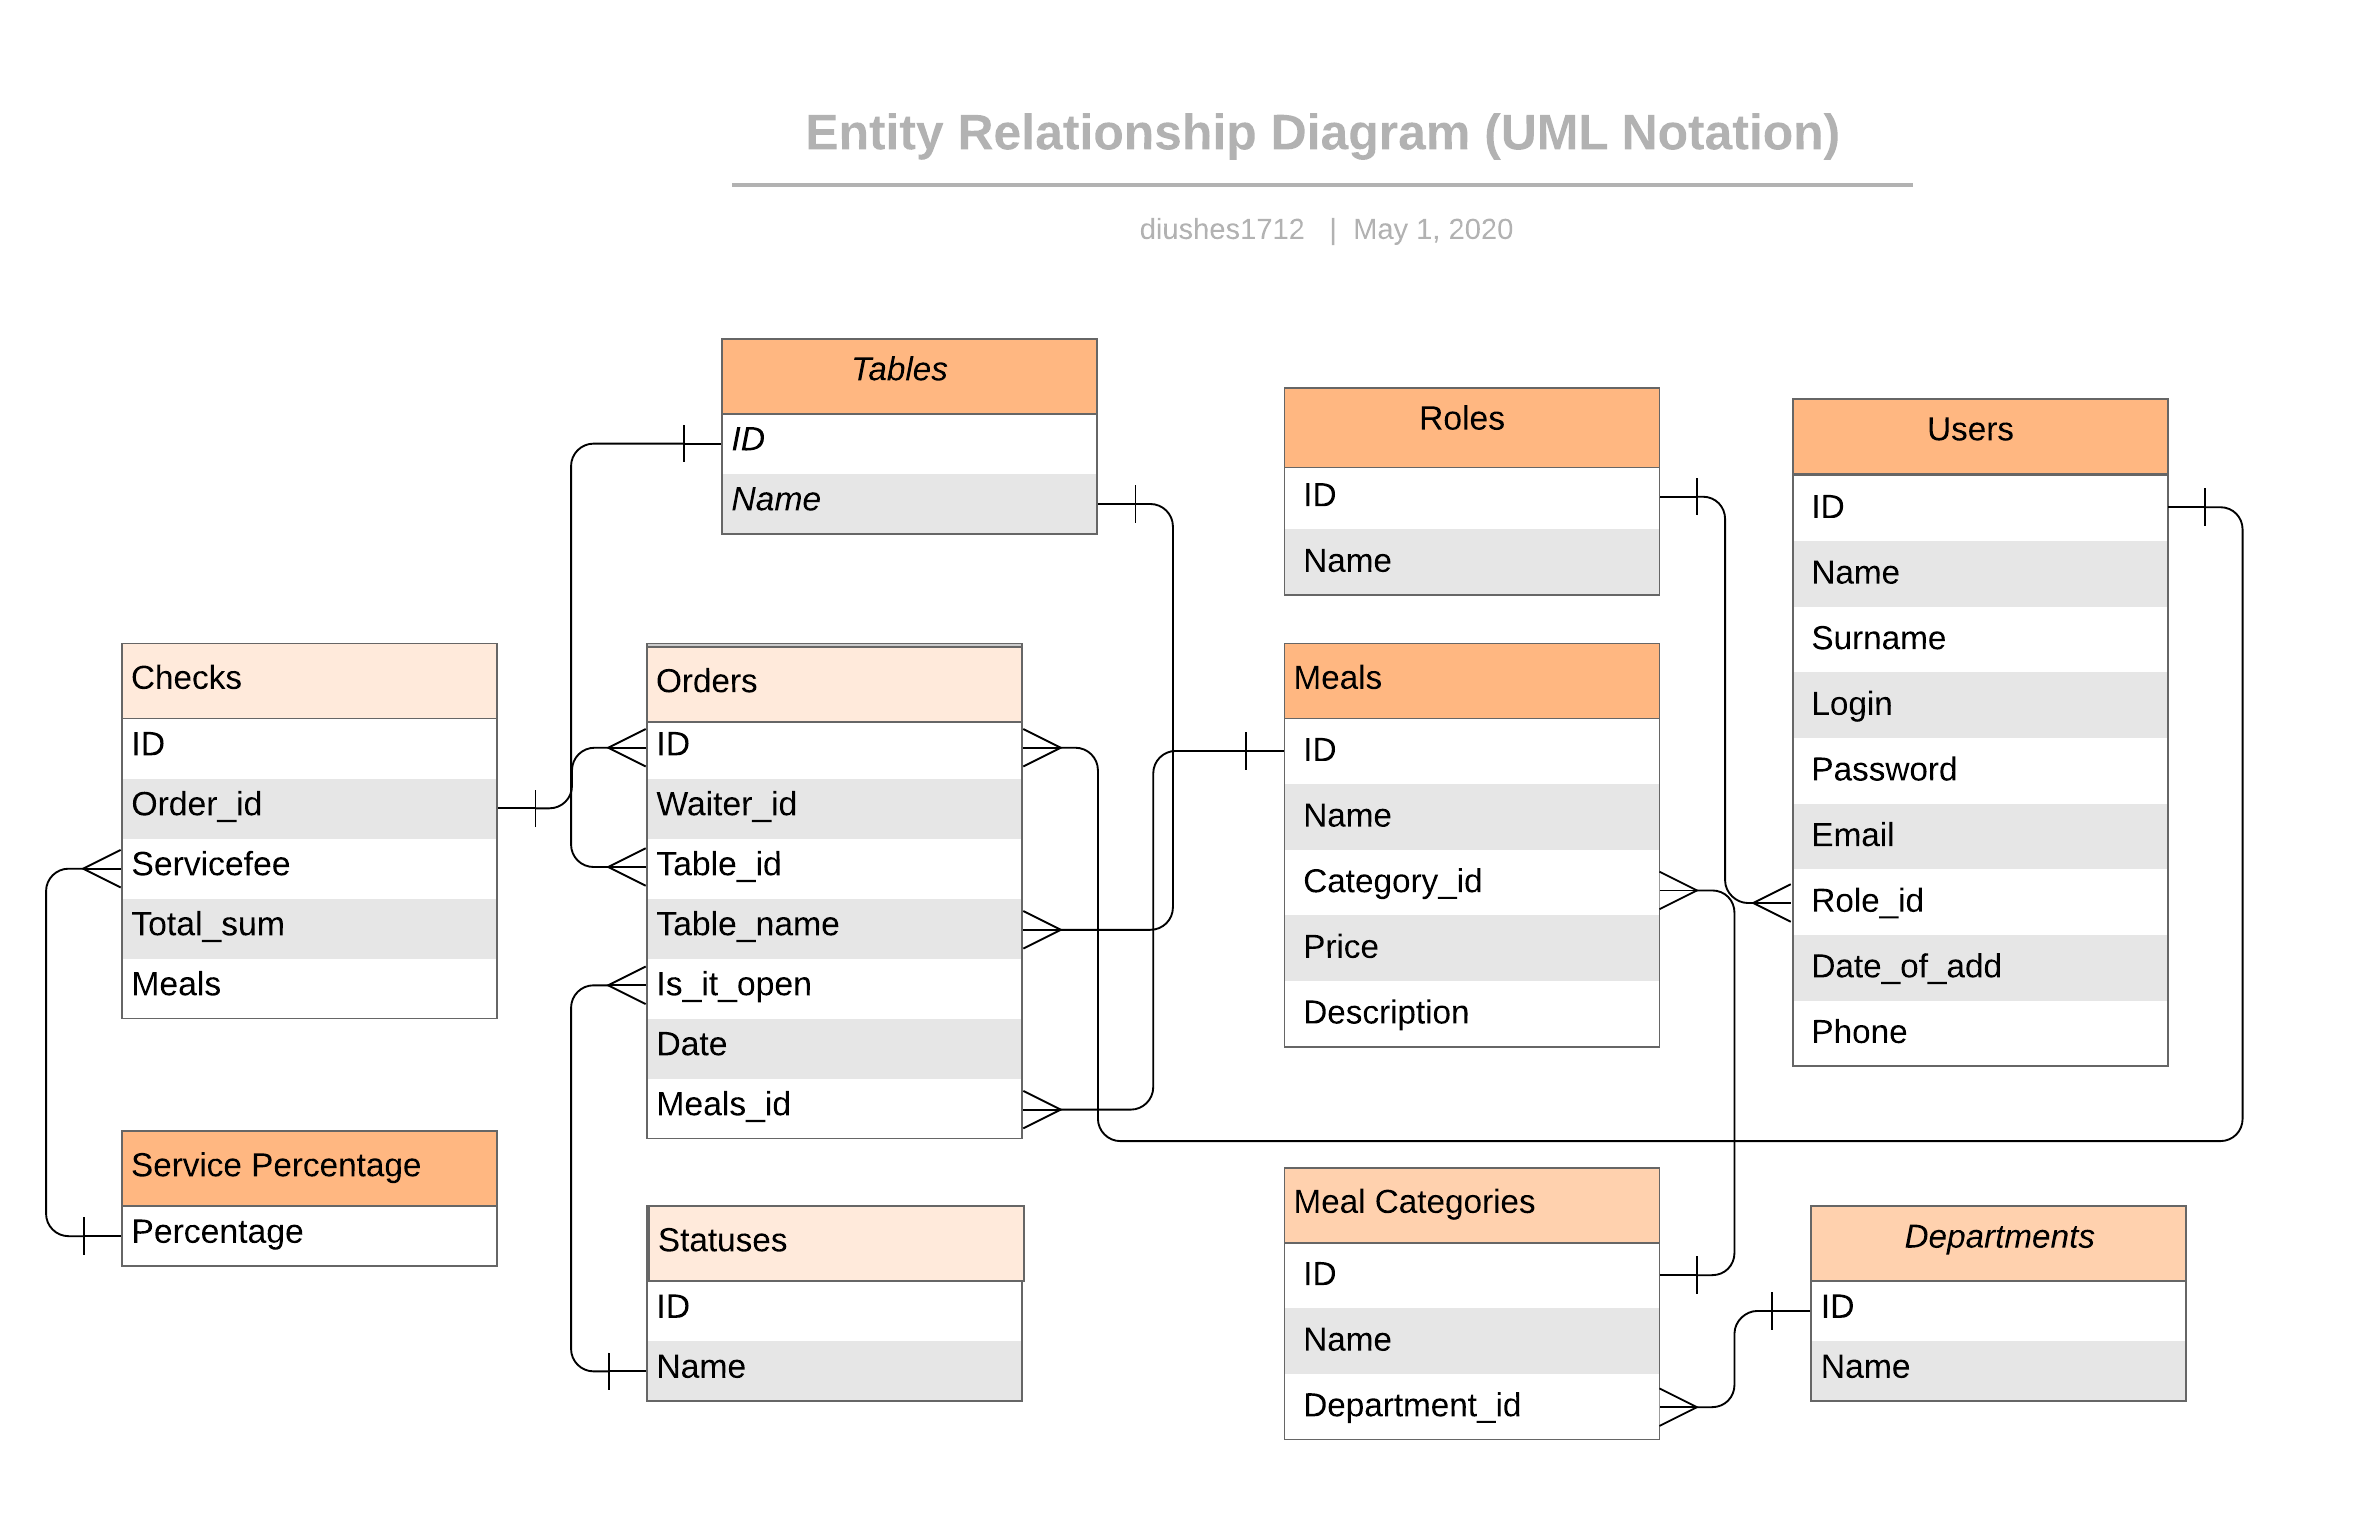 Entity Relationship Diagram (UML Notation)
diushes1712 | May 1, 2020
Tables
ID
Name
Roles
ID
Name
Users
ID
Name
Surname
Login
Password
Email
Role_id
Date_of_add
Phone
Checks
ID
Order_id
Servicefee
Total_sum
Meals
Orders
ID
Waiter_id
Table_id
Table_name
Is_it_open
Date
Meals_id
Meals
ID
Name
Category_id
Price
Description
Service Percentage
Percentage
Statuses
ID
Name
Meal Categories
ID
Name
Department_id
Departments
ID
Name